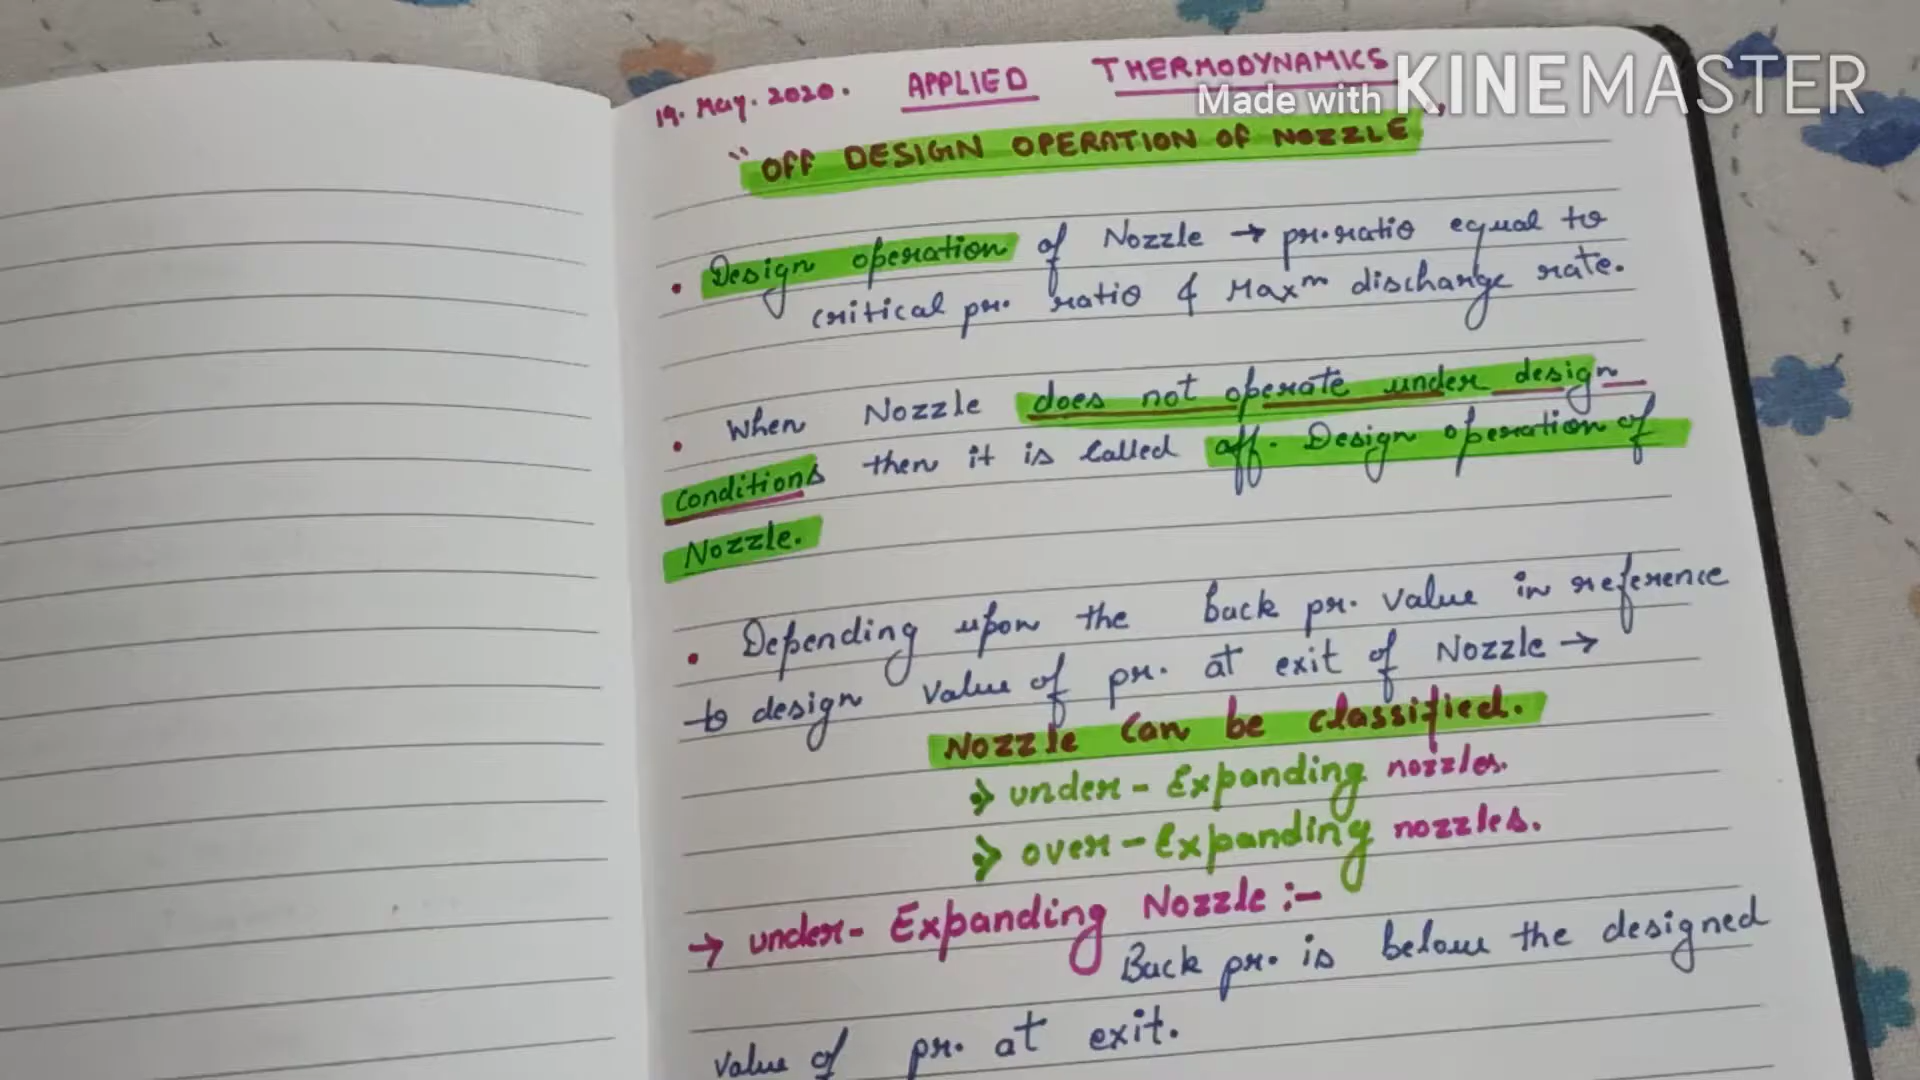 19. May. 2020. APPLIED THERMODYNAMICS
Made with KINEMASTER
"OFF DESIGN OPERATION OF NOZZLE"
• Design operation of Nozzle → pr. ratio equal to
critical pr. ratio & Maxm discharge rate.
• When Nozzle does not operate under design
conditions then it is called off. Design operation of
Nozzle.
• Depending upon the back pr. value in reference
to design value of pr. at exit of Nozzle →
Nozzle can be classified.
→ under-Expanding nozzles.
→ over-Expanding nozzles.
→ under-Expanding Nozzle :-
Back pr. is below the designed
value of pr. at exit.